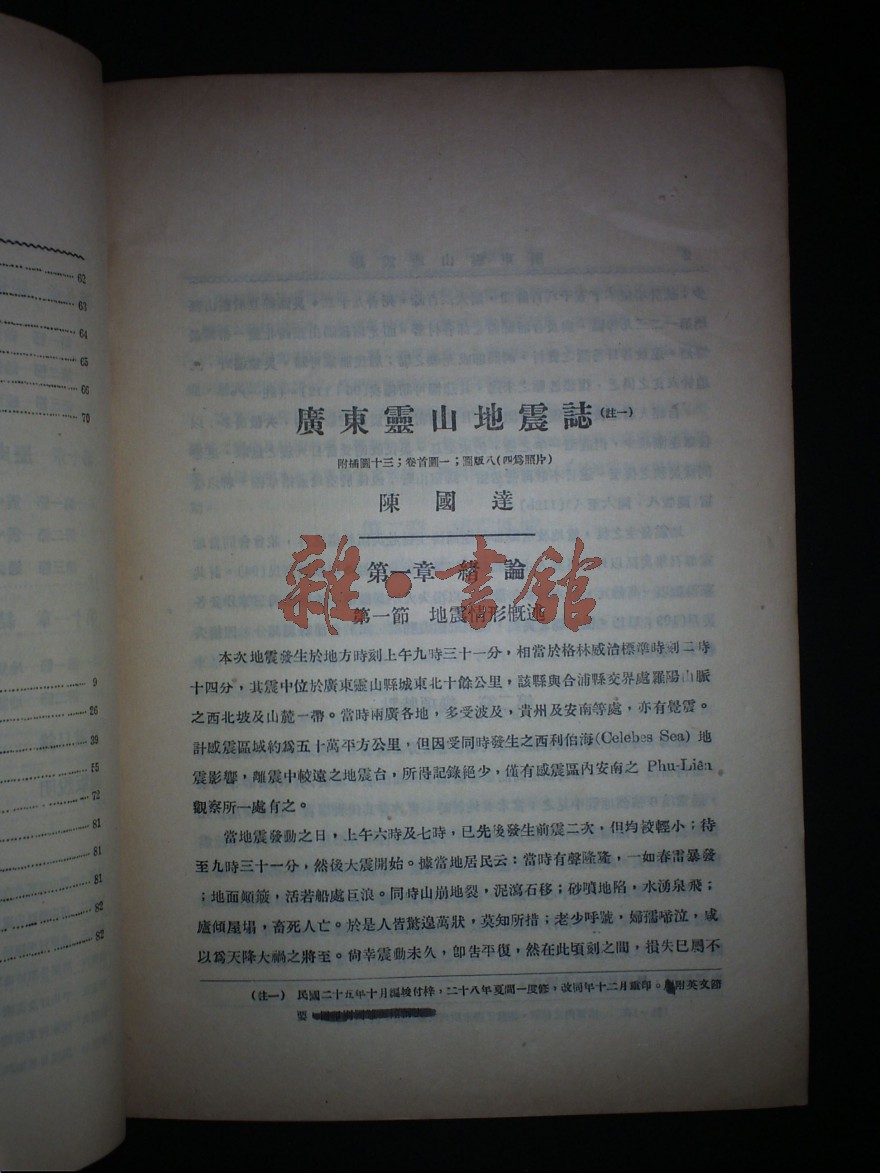 62
63
64
65
66
70
9
26
39
55
72
81
81
81
82
82
廣東靈山地震誌(註一)
附插圖十三；卷首圖一；圖版八(四爲照片)
陳國達
第一章 緒論
第一節 地震情形概述
雜·書館
本次地震發生於地方時刻上午九時三十一分，相當於格林威治標準時刻二時
十四分，其震中位於廣東靈山縣城東北十餘公里，該縣與合浦縣交界處羅陽山脈
之西北坡及山麓一帶。當時兩廣各地，多受波及，貴州及安南等處，亦有覺震。
計感震區域約爲五十萬平方公里，但因受同時發生之西利伯海(Celebes Sea)地
震影響，離震中較遠之地震台，所得記錄絕少，僅有感震區內安南之 Phu-Liên
觀察所一處有之。
當地震發動之日，上午六時及七時，已先後發生前震二次，但均較輕小；待
至九時三十一分，然後大震開始。據當地居民云：當時有聲隆隆，一如春雷暴發
；地面顚簸，活若船處巨浪。同時山崩地裂，泥瀉石移；砂噴地陷，水湧泉飛；
廬傾屋塌，畜死人亡。於是人皆驚遑萬狀，莫知所措；老少呼號，婦孺啼泣，咸
以爲天降大禍之將至。尙幸震動未久，卽吿平復，然在此頃刻之間，損失已屬不
(註一) 民國二十五年十月編竣付梓，二十八年夏間一度修改同年十二月重印。附英文節
要